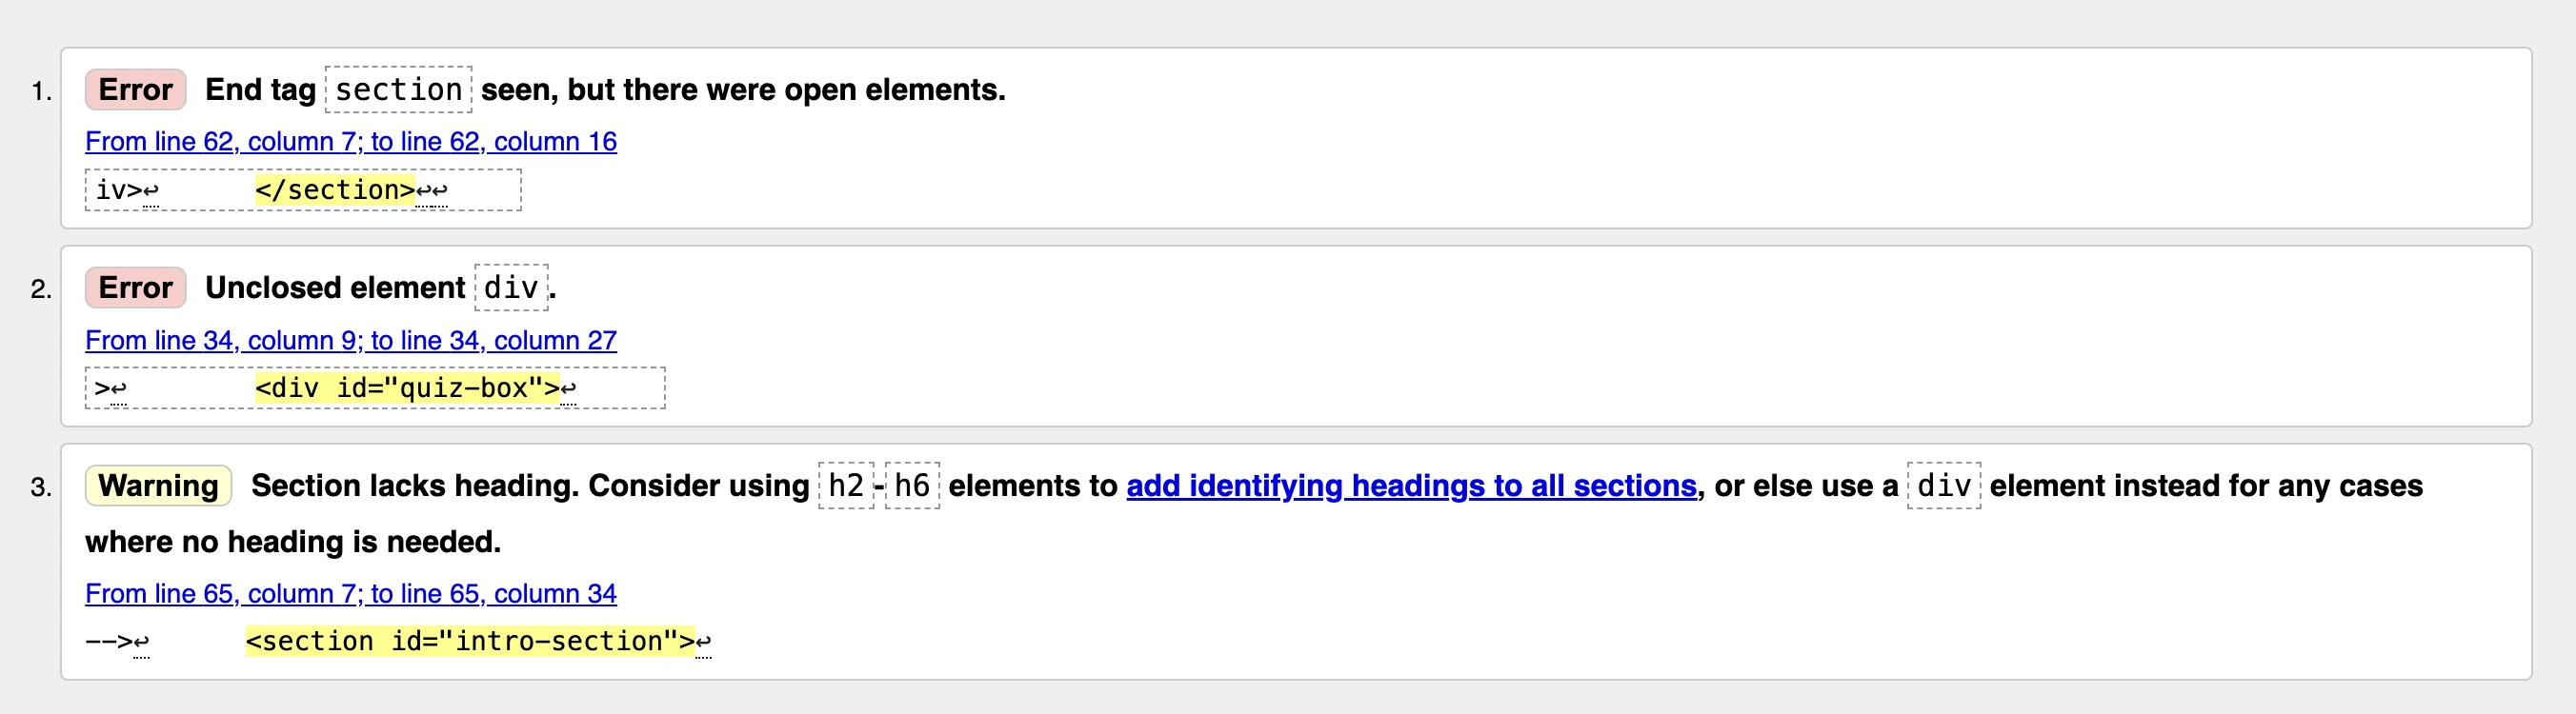 1. Error End tag section seen, but there were open elements.
From line 62, column 7; to line 62, column 16
iv>↩ </section>↩↩
2. Error Unclosed element div.
From line 34, column 9; to line 34, column 27
>↩ <div id="quiz-box">↩
3. Warning Section lacks heading. Consider using h2-h6 elements to add identifying headings to all sections, or else use a div element instead for any cases
where no heading is needed.
From line 65, column 7; to line 65, column 34
-->↩ <section id="intro-section">↩